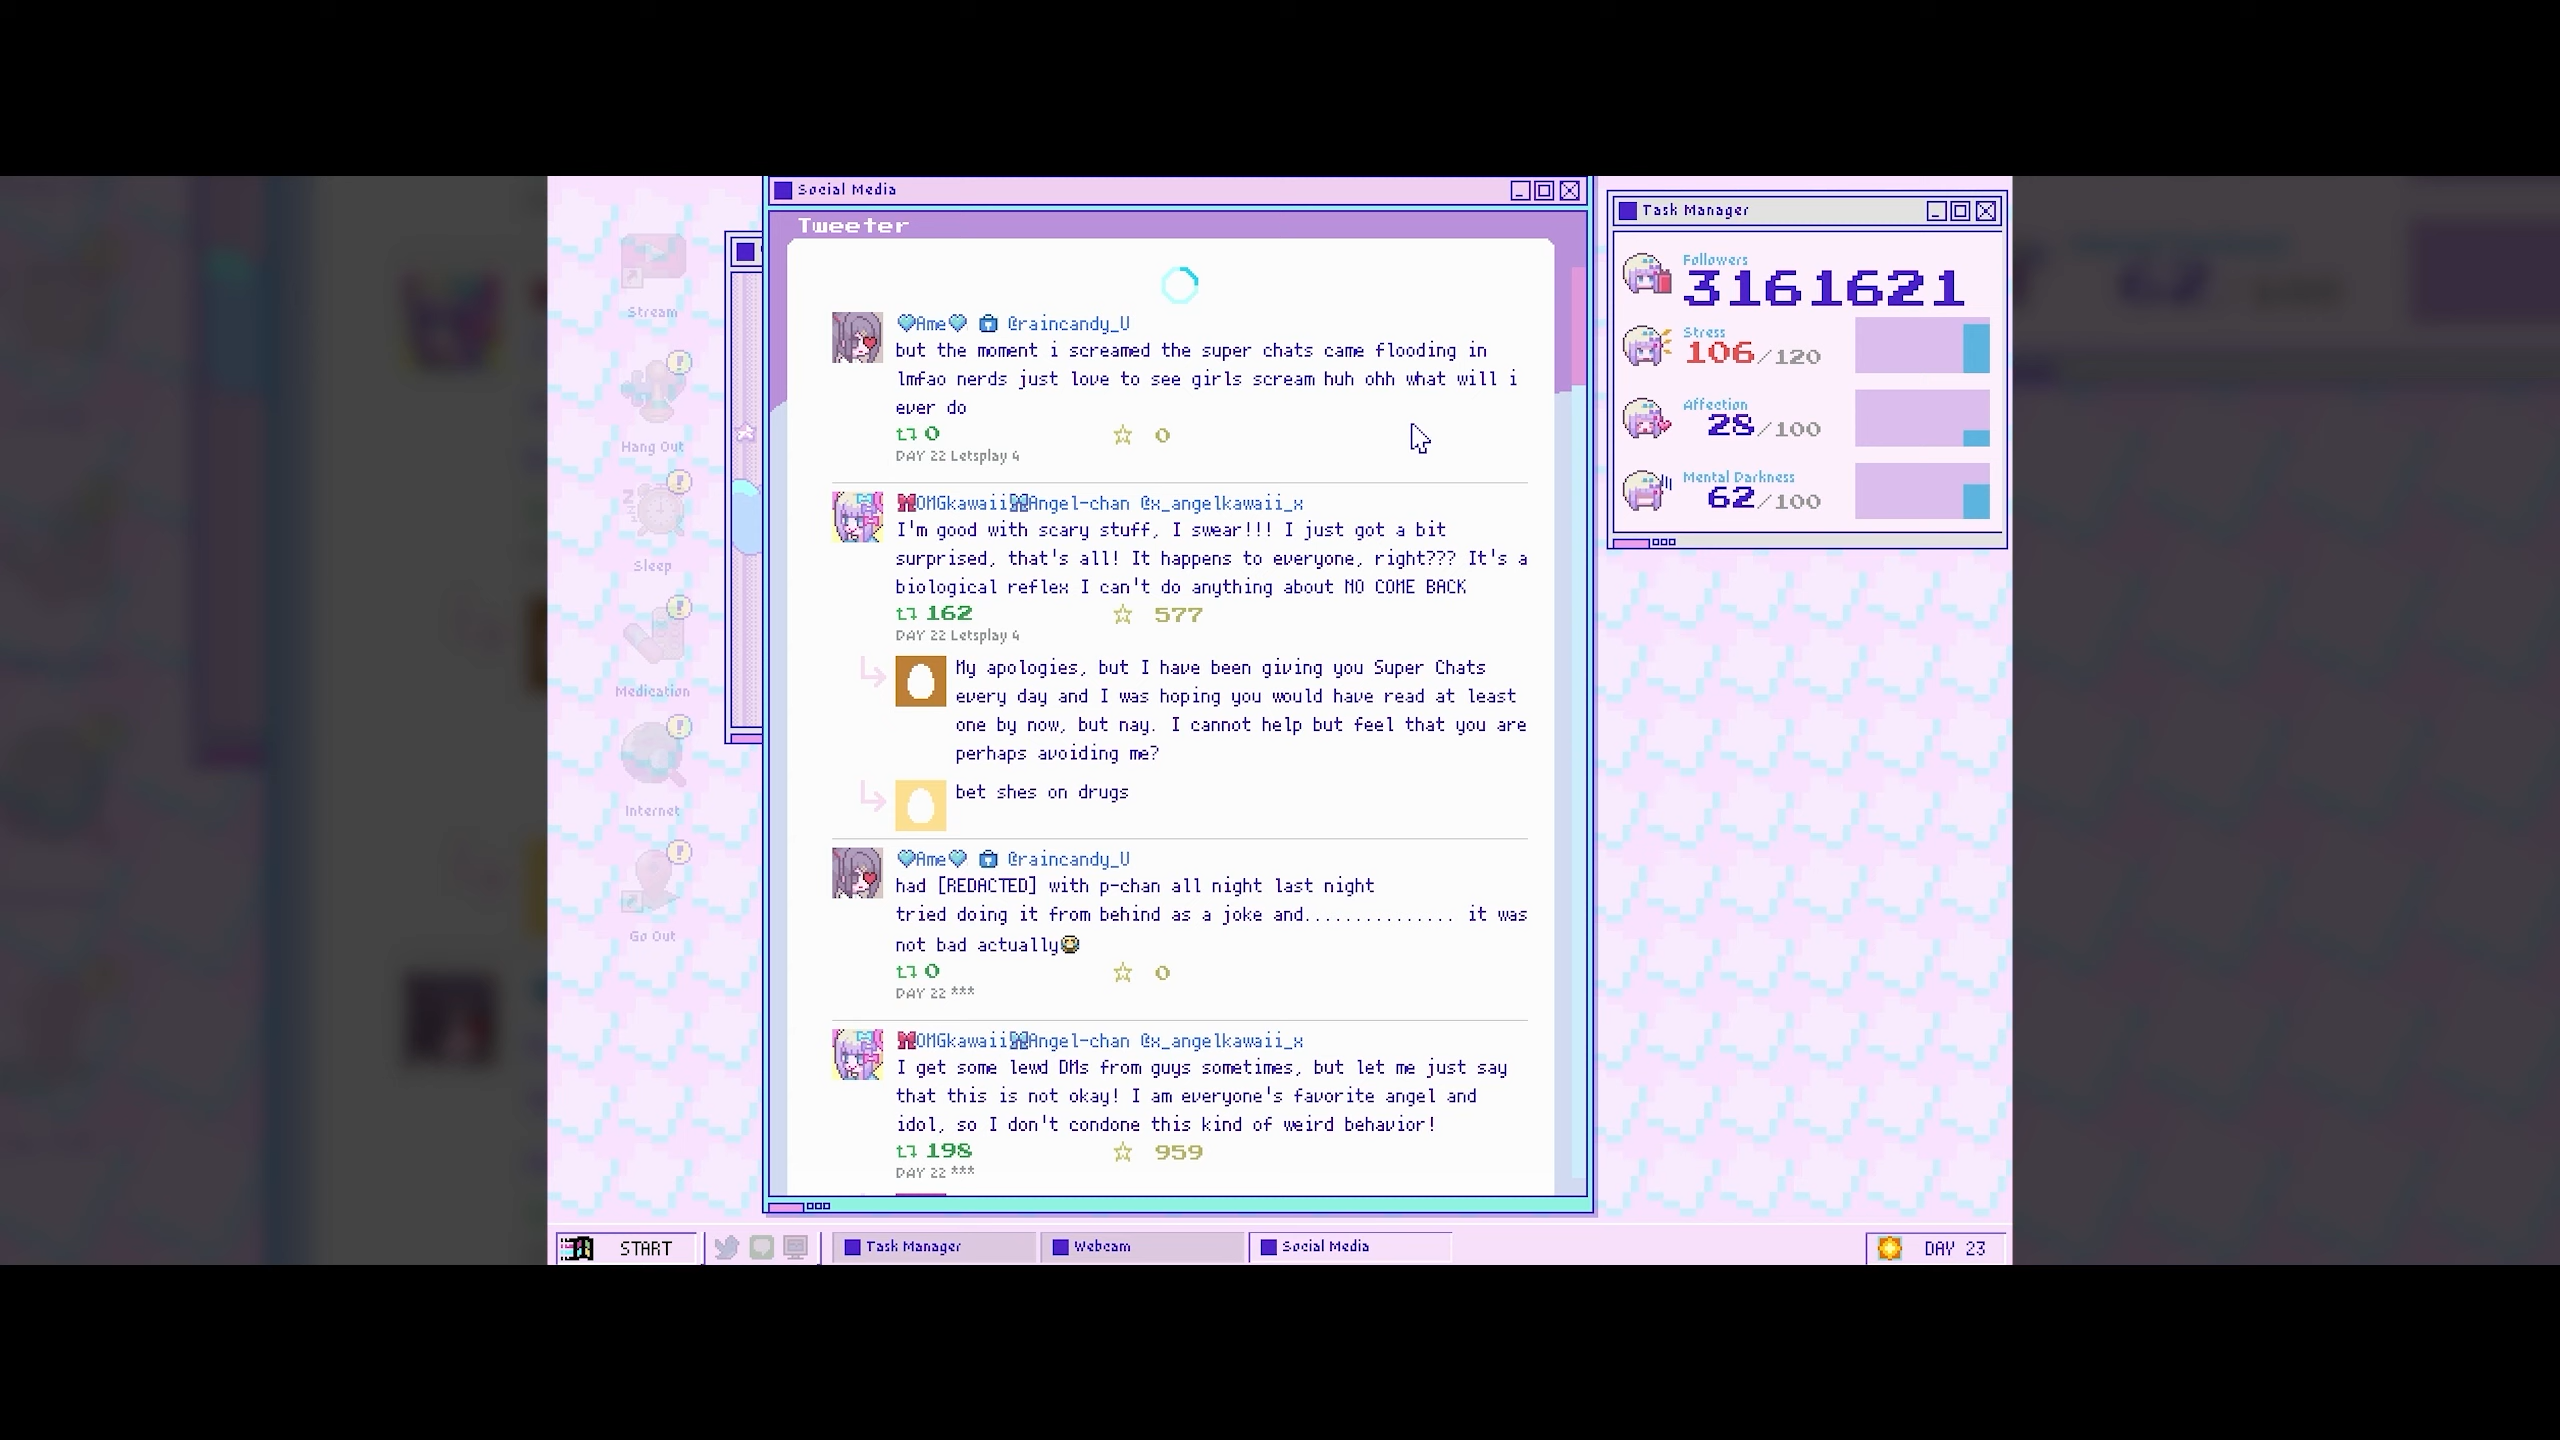 Social Media
Tweeter
Ame @raincandy_U
but the moment i screamed the super chats came flooding in
lmfao nerds just love to see girls scream huh ohh what will i
ever do
0 0
DAY 22 Letsplay 4
OMGkawaiiAngel-chan @x_angelkawaii_x
I'm good with scary stuff, I swear!!! I just got a bit
surprised, that's all! It happens to everyone, right??? It's a
biological reflex I can't do anything about NO COME BACK
162 577
DAY 22 Letsplay 4
My apologies, but I have been giving you Super Chats
every day and I was hoping you would have read at least
one by now, but nay. I cannot help but feel that you are
perhaps avoiding me?
bet shes on drugs
Ame @raincandy_U
had [REDACTED] with p-chan all night last night
tried doing it from behind as a joke and............... it was
not bad actually
0 0
DAY 22 ***
OMGkawaiiAngel-chan @x_angelkawaii_x
I get some lewd DMs from guys sometimes, but let me just say
that this is not okay! I am everyone's favorite angel and
idol, so I don't condone this kind of weird behavior!
198 959
DAY 22 ***
Stream
Hang Out
Sleep
Medication
Internet
Go Out
Task Manager
Followers
3161621
Stress
106/120
Affection
28/100
Mental Darkness
62/100
START
Task Manager
Webcam
Social Media
DAY 23